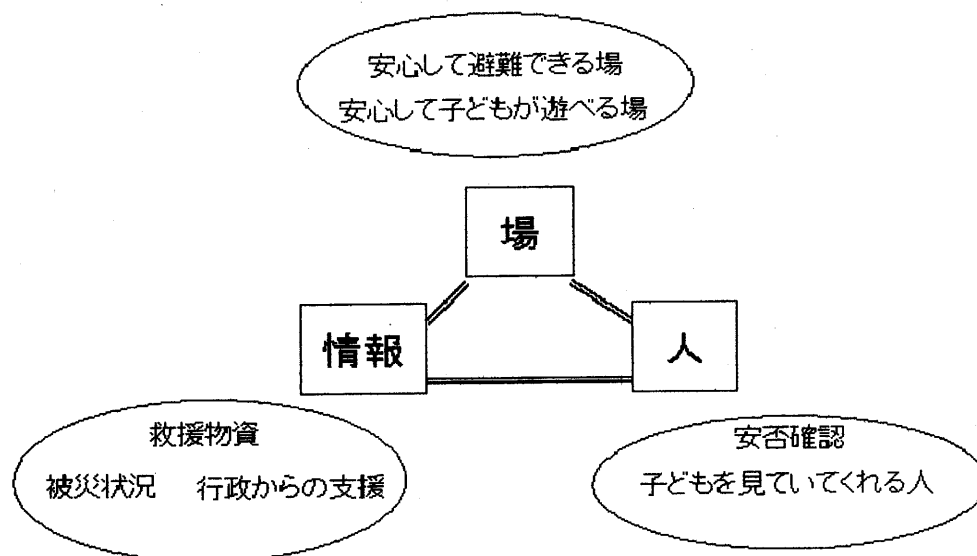 安心して避難できる場
安心して子どもが遊べる場
場
情報
人
救援物資
被災状況　行政からの支援
安否確認
子どもを見ていてくれる人